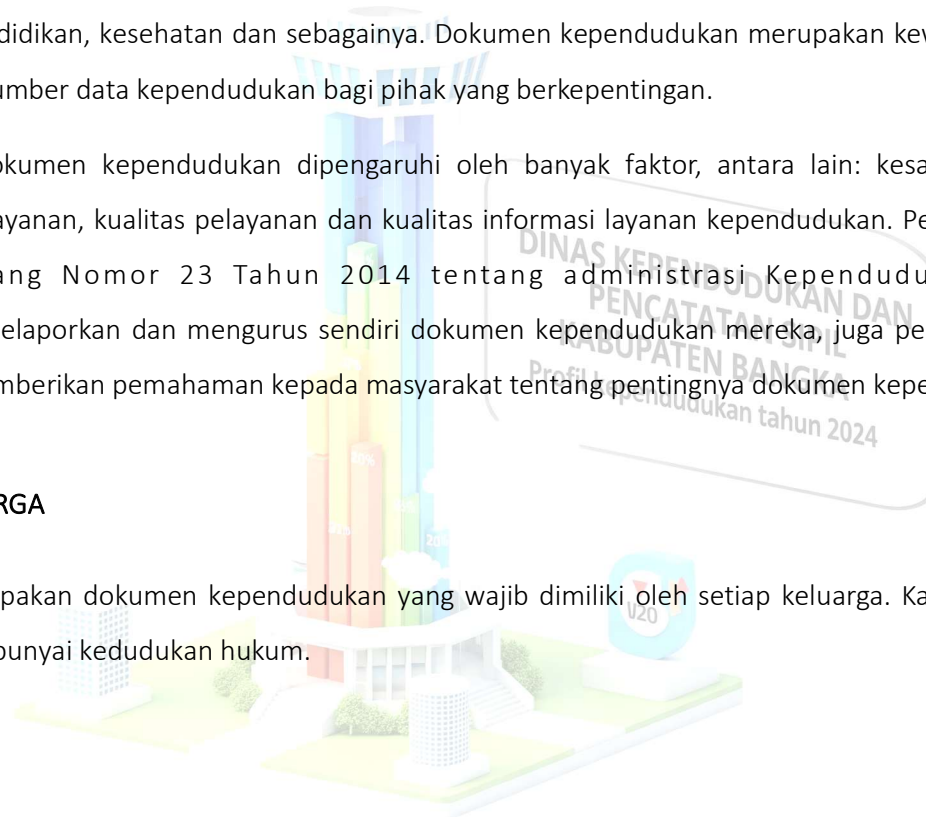 didikan, kesehatan dan sebagainya. Dokumen kependudukan merupakan kew
umber data kependudukan bagi pihak yang berkepentingan.
okumen kependudukan dipengaruhi oleh banyak faktor, antara lain: kesa
ayanan, kualitas pelayanan dan kualitas informasi layanan kependudukan. Pe
ang Nomor 23 Tahun 2014 tentang administrasi Kependudu
elaporkan dan mengurus sendiri dokumen kependudukan mereka, juga pe
mberikan pemahaman kepada masyarakat tentang pentingnya dokumen kepe
DINAS KEPENDUDUKAN DAN
PENCATATAN SIPIL
KABUPATEN BANGKA
Profil kependudukan tahun 2024
20%
20%
RGA
pakan dokumen kependudukan yang wajib dimiliki oleh setiap keluarga. Ka
punyai kedudukan hukum.
U20